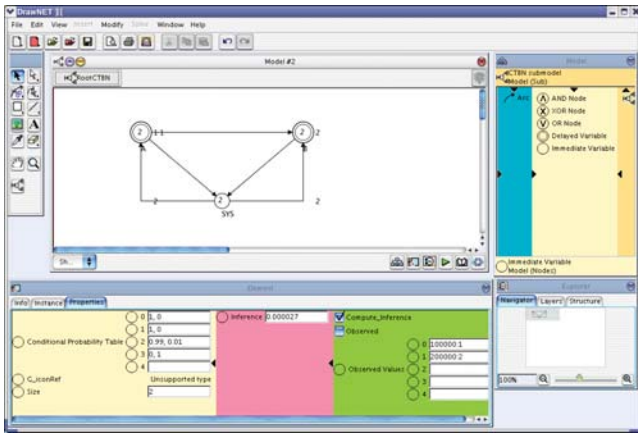 DrawNET
File Edit View Insert Modify Solve Window Help
Model #2
RootCTBN
2
1 1
2
2
A
B
2
SYS
2
2
Sh...
Model
CTBN submodel
Model (Sub)
Arc
AND Node
XOR Node
OR Node
Delayed Variable
Immediate Variable
Immediate Variable
Model (Nodes)
Element
Info Instance Properties
Conditional Probability Table
0 1, 0
1 1, 0
2 0.99, 0.01
3 0, 1
4
G_iconRef Unsupported type
Size 2
Inference 0.000027
Compute_Inference
Observed
Observed Values
0 100000:1
1 200000:2
2
3
4
Explorer
Navigator Layers Structure
100%